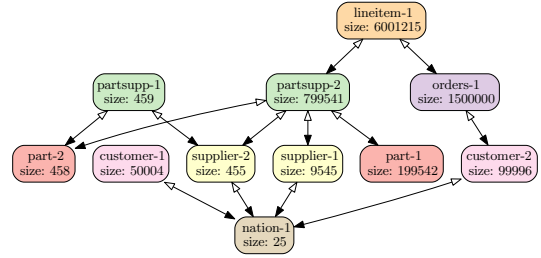 lineitem-1
size: 6001215
partsupp-1
size: 459
partsupp-2
size: 799541
orders-1
size: 1500000
part-2
size: 458
customer-1
size: 50004
supplier-2
size: 455
supplier-1
size: 9545
part-1
size: 199542
customer-2
size: 99996
nation-1
size: 25